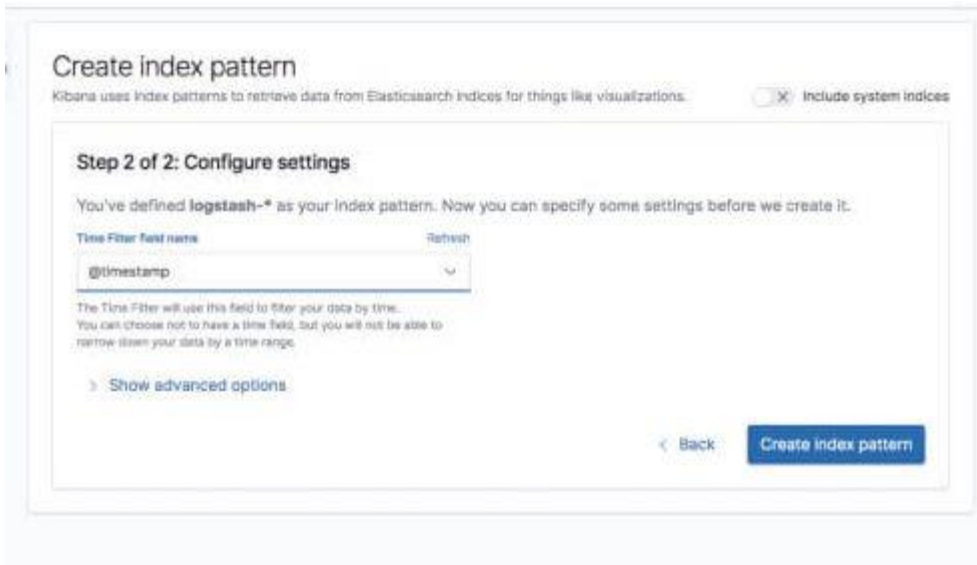 Create index pattern
Kibana uses index patterns to retrieve data from Elasticsearch indices for things like visualizations.
Include system indices
Step 2 of 2: Configure settings
You've defined logstash-* as your index pattern. Now you can specify some settings before we create it.
Time Filter field name
Refresh
@timestamp
The Time Filter will use this field to filter your data by time.
You can choose not to have a time field, but you will not be able to
narrow down your data by a time range.
Show advanced options
Back
Create index pattern